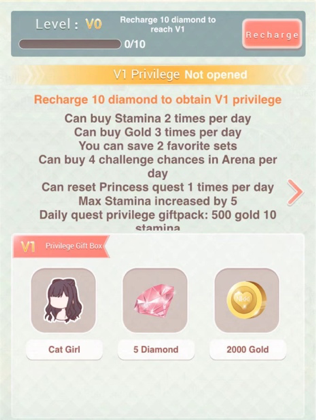 Level: V0
Recharge 10 diamond to
reach V1
Recharge
0/10
V1 Privilege Not opened
Recharge 10 diamond to obtain V1 privilege
Can buy Stamina 2 times per day
Can buy Gold 3 times per day
You can save 2 favorite sets
Can buy 4 challenge chances in Arena per
day
Can reset Princess quest 1 times per day
Max Stamina increased by 5
Daily quest privilege giftpack: 500 gold 10
stamina
V1 Privilege Gift Box
Cat Girl
5 Diamond
2000 Gold